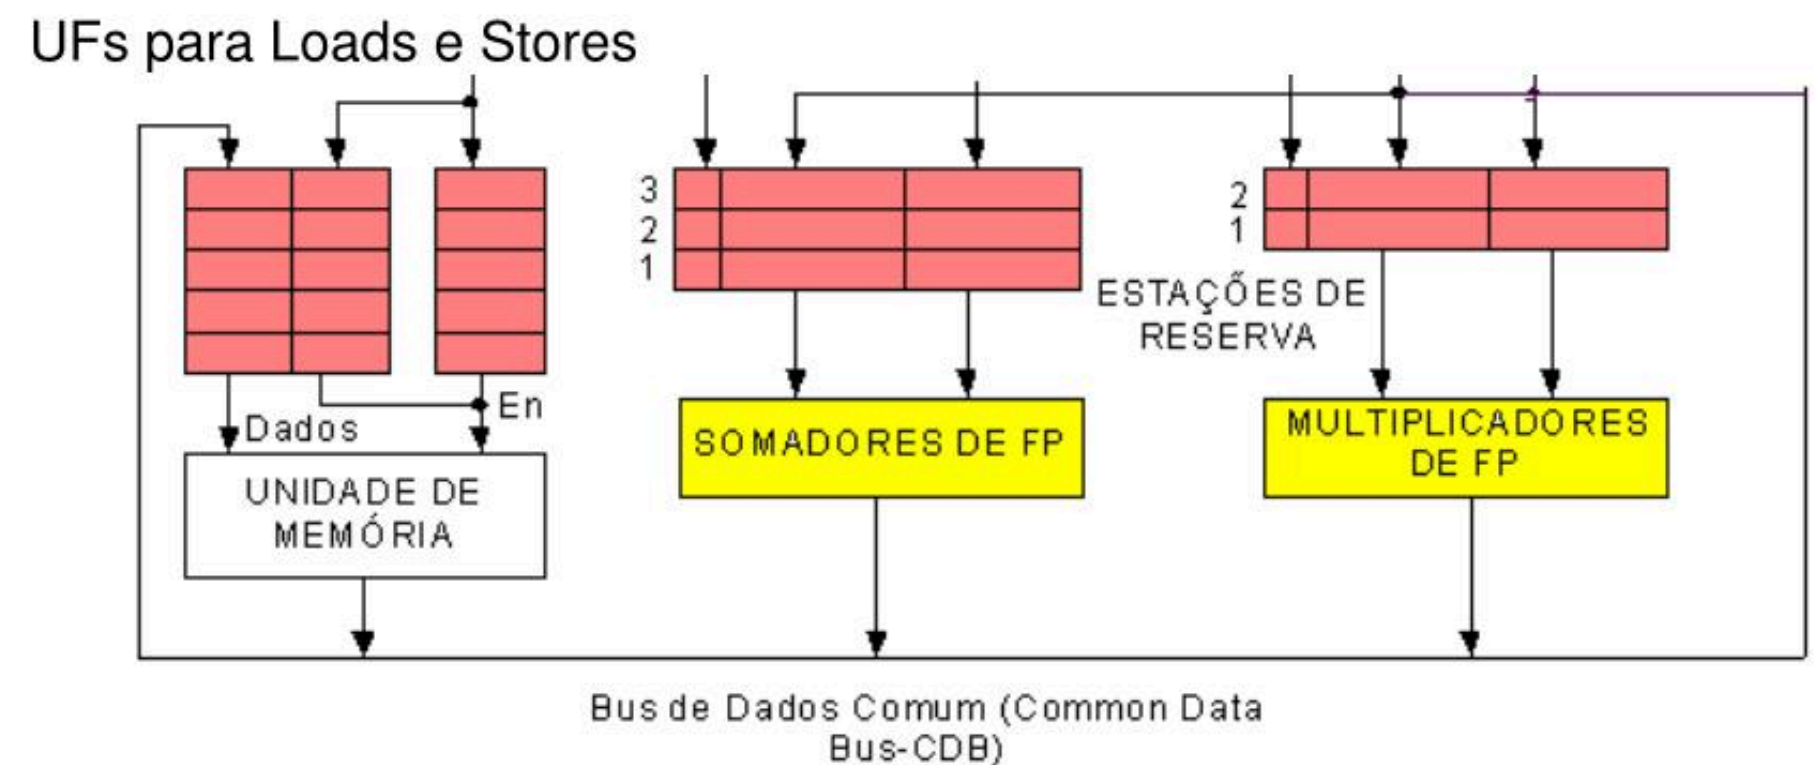 UFs para Loads e Stores
3
2
1
2
1
ESTAÇÕES DE
RESERVA
En
Dados
SOMADORES DE FP
MULTIPLICADORES
DE FP
UNIDADE DE
MEMÓRIA
Bus de Dados Comum (Common Data
Bus-CDB)